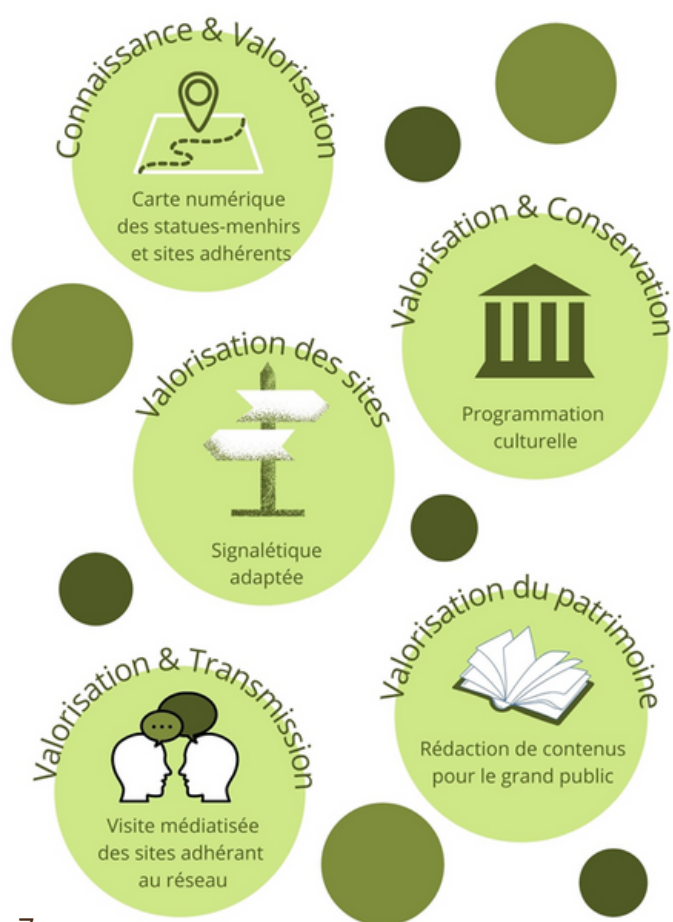 Connaissance & Valorisation
Carte numérique
des statues-menhirs
et sites adhérents
Valorisation & Conservation
Programmation
culturelle
Valorisation des sites
Signalétique
adaptée
Valorisation du patrimoine
Rédaction de contenus
pour le grand public
Valorisation & Transmission
Visite médiatisée
des sites adhérant
au réseau